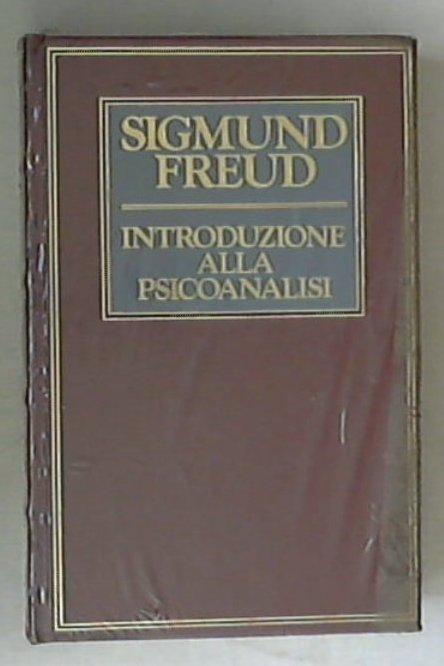 SIGMUND
FREUD
INTRODUZIONE
ALLA
PSICOANALISI